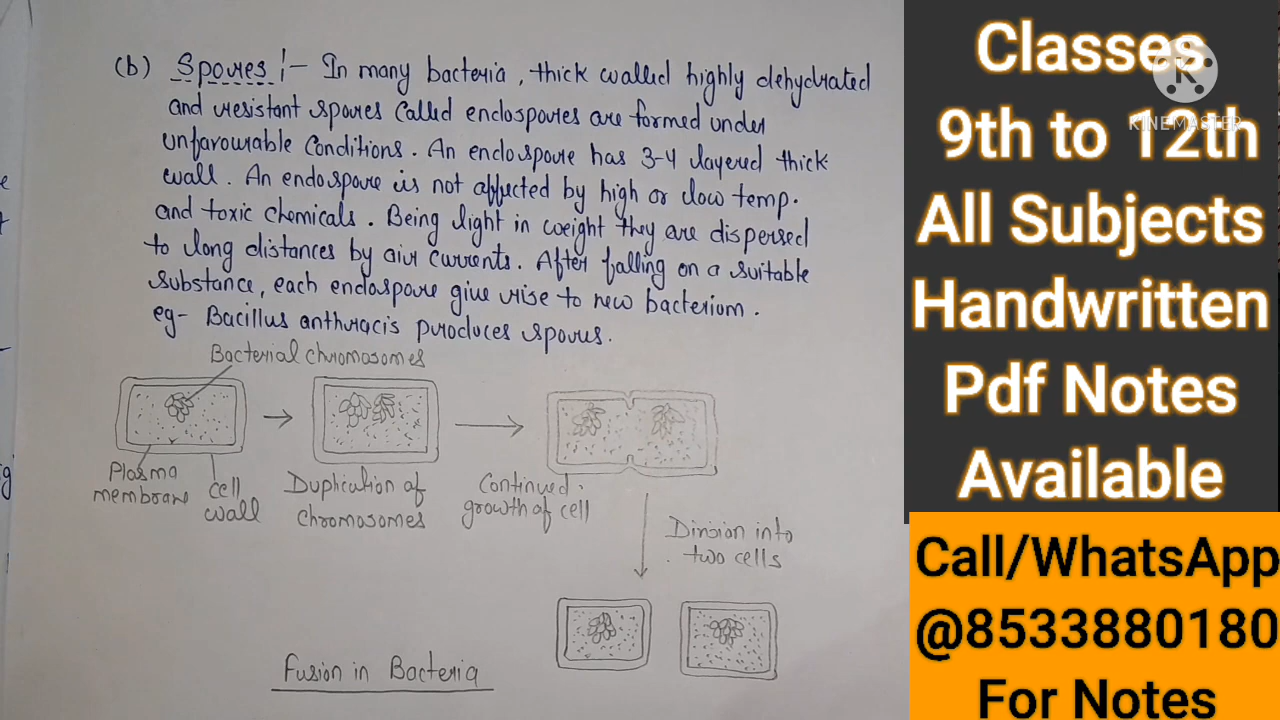 (b) Spores :- In many bacteria, thick walled highly dehydrated
and resistant spores called endospores are formed under
unfavourable Conditions. An endospore has 3-4 layered thick
wall. An endospore is not affected by high or low temp.
and toxic chemicals. Being light in weight they are dispersed
to long distances by air currents. After falling on a suitable
substance, each endospore give rise to new bacterium.
eg- Bacillus anthracis produces spores.
Bacterial chromosomes
Plasma
membrane
cell
wall
Duplication of
chromosomes
Continued
growth of cell
Division into
two cells
Fusion in Bacteria
Classes
9th to 12th
All Subjects
Handwritten
Pdf Notes
Available
Call/WhatsApp
@8533880180
For Notes
K
KINEMASTER